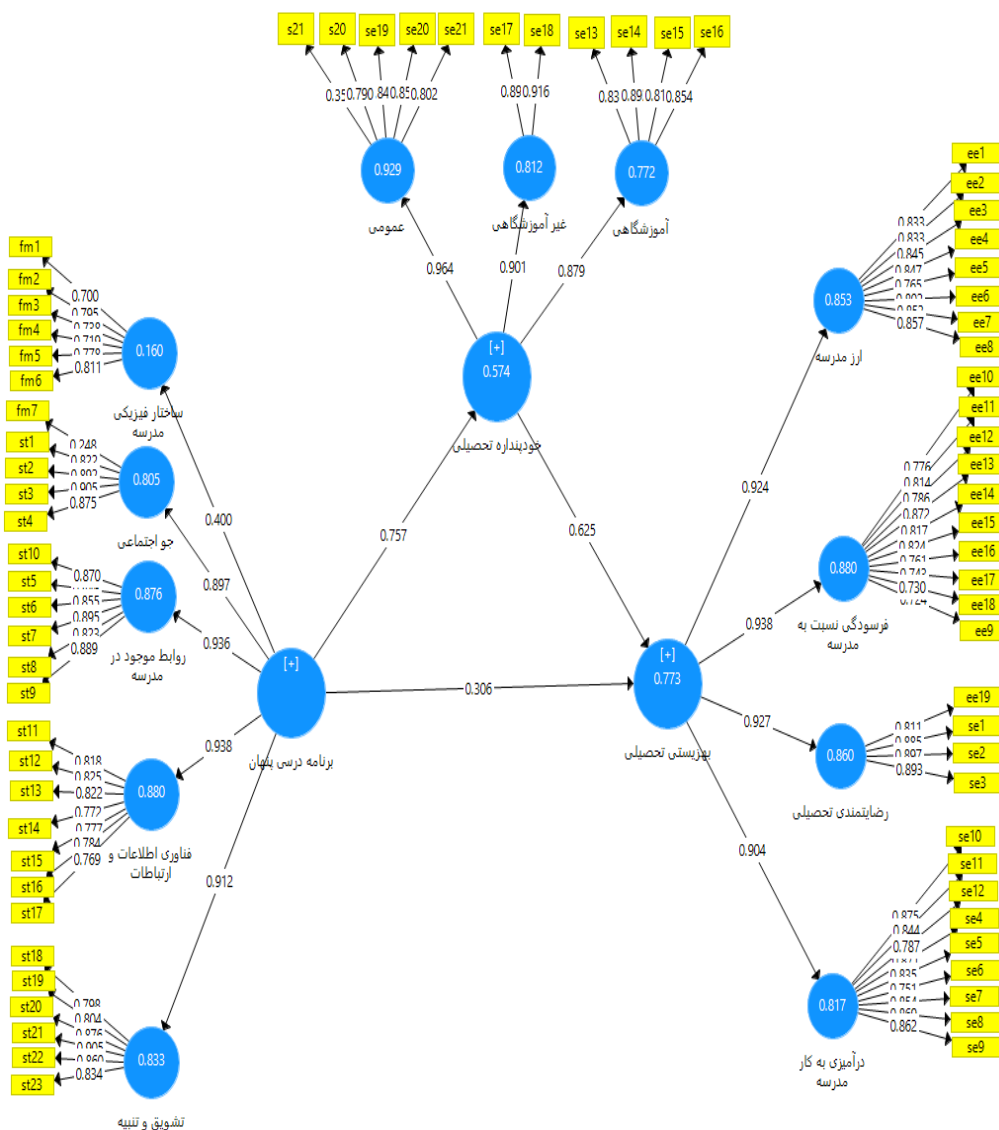 s21 s20 se19 se20 se21 se17 se18 se13 se14 se15 se16
0.790 0.802 0.916 0.854
0.929 0.812 0.772
عمومی
غیر آموزشگاهی
آموزشگاهی
0.964 0.901 0.879
[+]
0.574
خودپنداره تحصیلی
fm1
fm2
fm3
fm4
fm5
fm6
0.700
0.811
0.160
ساختار فیزیکی
مدرسه
fm7
st1
st2
st3
st4
0.905
0.875
0.805
جو اجتماعی
st10
st5
st6
st7
st8
st9
0.870
0.855
0.895
0.889
0.876
روابط موجود در
مدرسه
st11
st12
st13
st14
st15
st16
st17
0.825
0.822
0.769
0.880
فناوری اطلاعات و
ارتباطات
st18
st19
st20
st21
st22
st23
0.804
0.834
0.833
تشویق و تنبیه
0.400
0.897
0.936
0.938
0.912
[+]
برنامه درسی پنهان
0.757
0.625
0.306
[+]
0.773
بهزیستی تحصیلی
0.924
0.938
0.927
0.904
ee1
ee2
ee3
ee4
ee5
ee6
ee7
ee8
0.833
0.845
0.857
0.853
ارز مدرسه
ee10
ee11
ee12
ee13
ee14
ee15
ee16
ee17
ee18
ee9
0.776
0.814
0.786
0.872
0.817
0.730
0.880
فرسودگی نسبت به
مدرسه
ee19
se1
se2
se3
0.893
0.860
رضایتمندی تحصیلی
se10
se11
se12
se4
se5
se6
se7
se8
se9
0.875
0.844
0.787
0.835
0.862
0.817
درآمیزی به کار
مدرسه